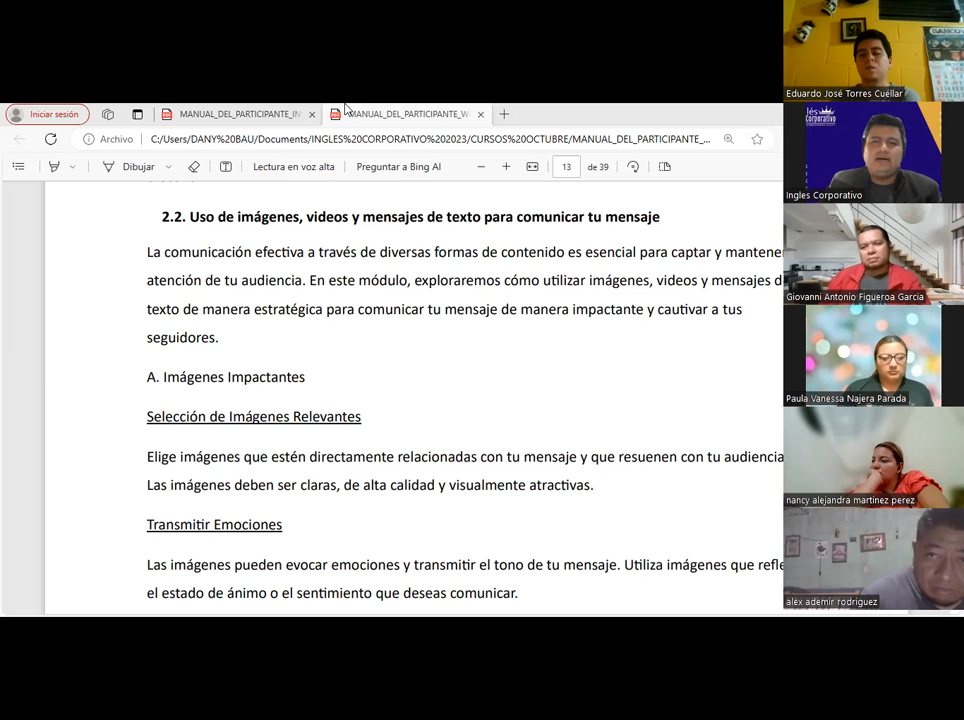 Iniciar sesión
MANUAL_DEL_PARTICIPANTE_IN
MANUAL_DEL_PARTICIPANTE_W
Archivo
C:/Users/DANY%20BAU/Documents/INGLES%20CORPORATIVO%202023/CURSOS%20OCTUBRE/MANUAL_DEL_PARTICIPANTE_...
Dibujar
Lectura en voz alta
Preguntar a Bing AI
13 de 39
2.2. Uso de imágenes, videos y mensajes de texto para comunicar tu mensaje
La comunicación efectiva a través de diversas formas de contenido es esencial para captar y mantene
atención de tu audiencia. En este módulo, exploraremos cómo utilizar imágenes, videos y mensajes d
texto de manera estratégica para comunicar tu mensaje de manera impactante y cautivar a tus
seguidores.
A. Imágenes Impactantes
Selección de Imágenes Relevantes
Elige imágenes que estén directamente relacionadas con tu mensaje y que resuenen con tu audiencia
Las imágenes deben ser claras, de alta calidad y visualmente atractivas.
Transmitir Emociones
Las imágenes pueden evocar emociones y transmitir el tono de tu mensaje. Utiliza imágenes que refle
el estado de ánimo o el sentimiento que deseas comunicar.
Eduardo José Torres Cuéllar
Corporativo
Ingles Corporativo
Giovanni Antonio Figueroa Garcia
Paula Vanessa Najera Parada
nancy alejandra martinez perez
alex ademir rodriguez